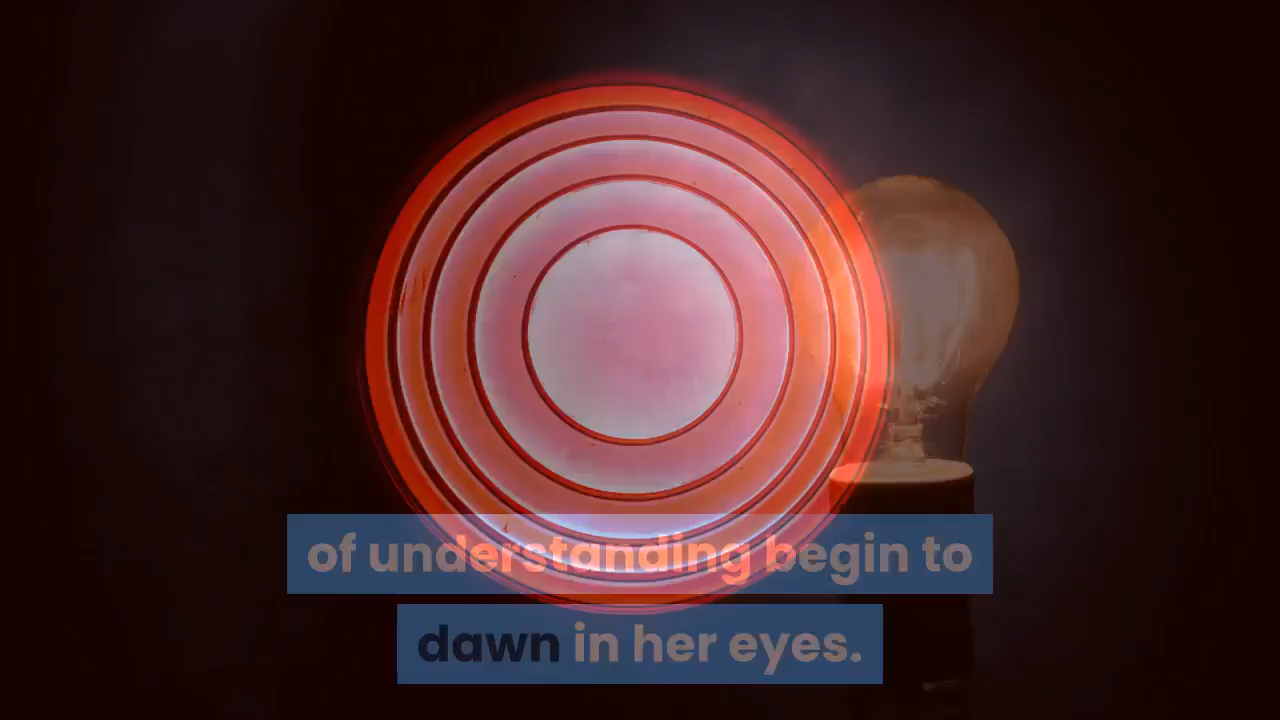 of understanding begin to
dawn in her eyes.